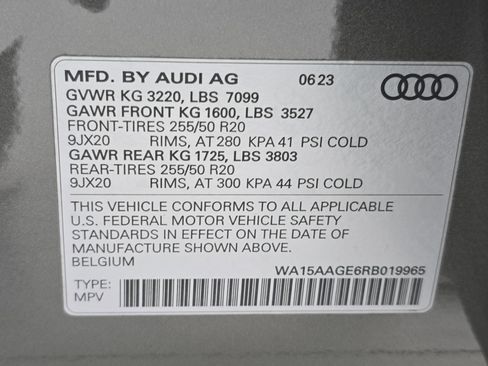 MFD. BY AUDI AG 06 23
GVWR KG 3220, LBS 7099
GAWR FRONT KG 1600, LBS 3527
FRONT-TIRES 255/50 R20
9JX20 RIMS, AT 280 KPA 41 PSI COLD
GAWR REAR KG 1725, LBS 3803
REAR-TIRES 255/50 R20
9JX20 RIMS, AT 300 KPA 44 PSI COLD
THIS VEHICLE CONFORMS TO ALL APPLICABLE
U.S. FEDERAL MOTOR VEHICLE SAFETY
STANDARDS IN EFFECT ON THE DATE OF
MANUFACTURE SHOWN ABOVE.
BELGIUM WA15AAGE6RB019965
TYPE:
MPV